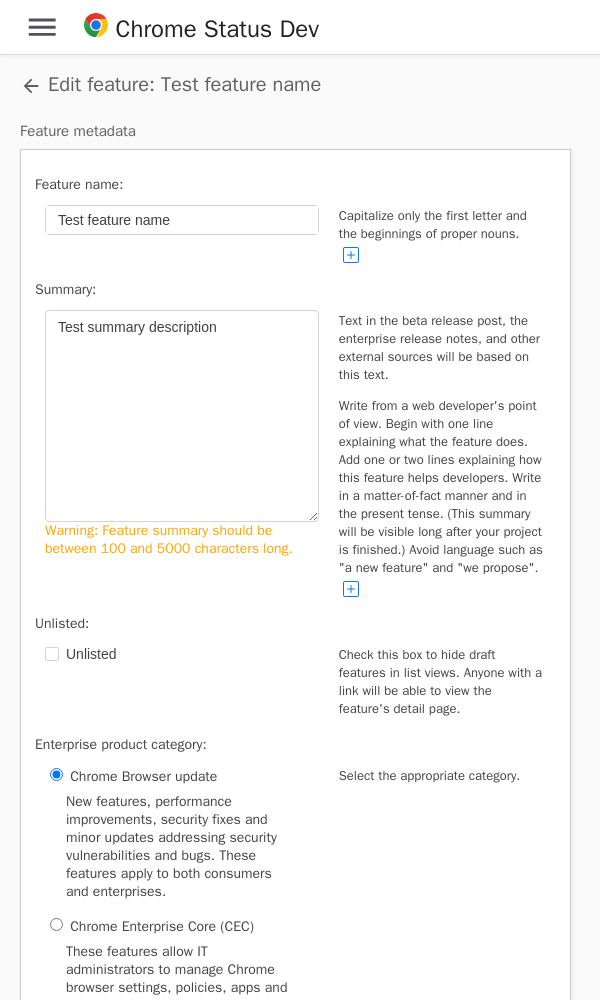 Chrome Status Dev
Edit feature: Test feature name
Feature metadata
Feature name:
Test feature name
Capitalize only the first letter and
the beginnings of proper nouns.
Summary:
Test summary description
Warning: Feature summary should be
between 100 and 5000 characters long.
Text in the beta release post, the
enterprise release notes, and other
external sources will be based on
this text.
Write from a web developer's point
of view. Begin with one line
explaining what the feature does.
Add one or two lines explaining how
this feature helps developers. Write
in a matter-of-fact manner and in
the present tense. (This summary
will be visible long after your project
is finished.) Avoid language such as
"a new feature" and "we propose".
Unlisted:
Unlisted
Check this box to hide draft
features in list views. Anyone with a
link will be able to view the
feature's detail page.
Enterprise product category:
Chrome Browser update
New features, performance
improvements, security fixes and
minor updates addressing security
vulnerabilities and bugs. These
features apply to both consumers
and enterprises.
Select the appropriate category.
Chrome Enterprise Core (CEC)
These features allow IT
administrators to manage Chrome
browser settings, policies, apps and